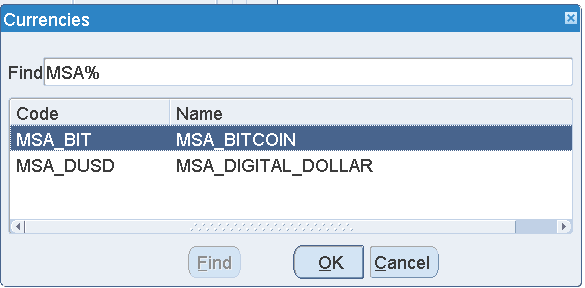 Currencies
Find MSA%
Code Name
MSA_BIT MSA_BITCOIN
MSA_DUSD MSA_DIGITAL_DOLLAR
Find OK Cancel